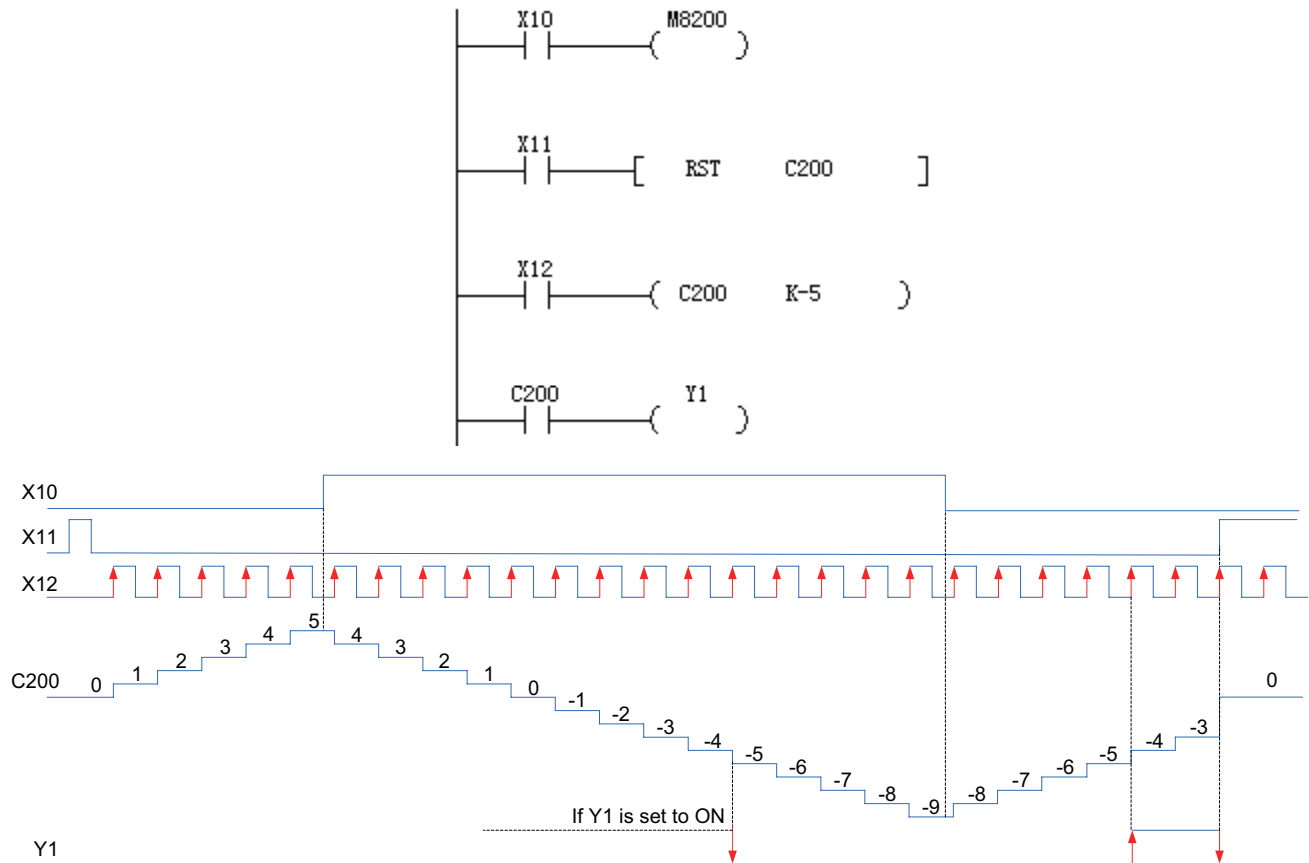 X10 M8200
X11
RST C200
X12
C200 K-5
C200 Y1
X10
X11
X12
C200
0 1 2 3 4 5 4 3 2 1 0 -1 -2 -3 -4 -5 -6 -7 -8 -9 -8 -7 -6 -5 -4 -3 0
If Y1 is set to ON
Y1